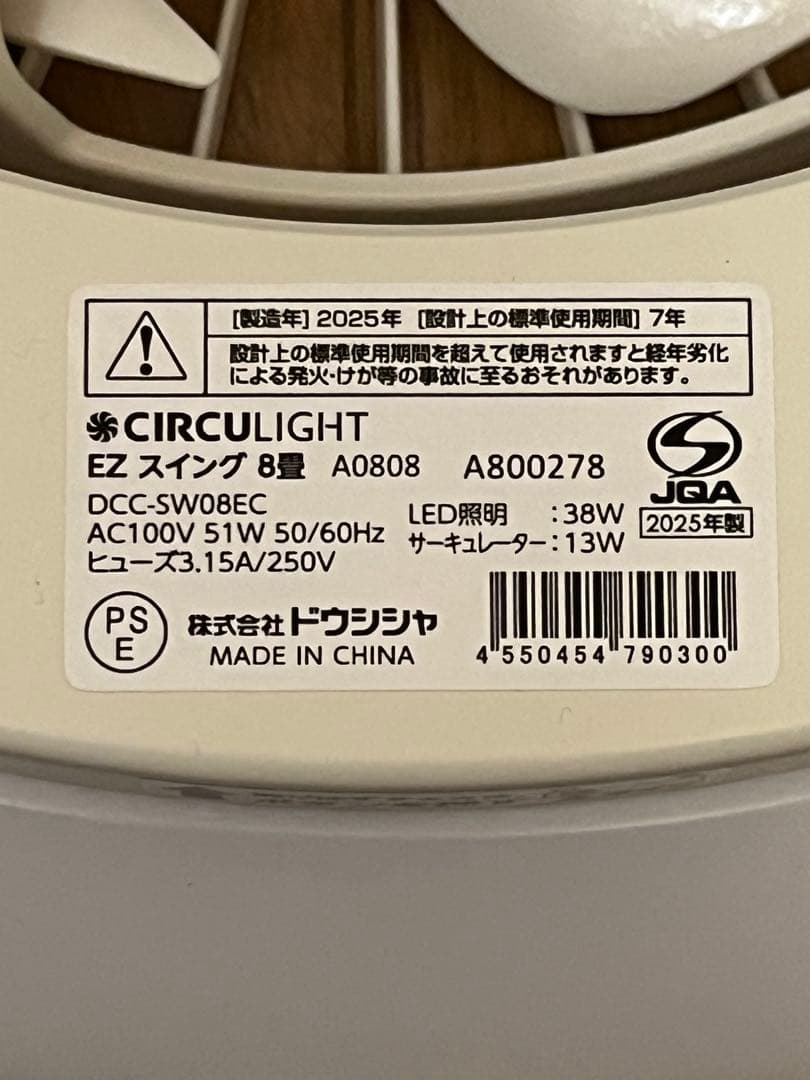 [製造年] 2025年 [設計上の標準使用期間] 7年
設計上の標準使用期間を超えて使用されますと経年劣化
による発火・けが等の事故に至るおそれがあります。
CIRCULIGHT
EZ スイング 8畳 A0808 A800278
DCC-SW08EC
AC100V 51W 50/60Hz
ヒューズ3.15A/250V
LED照明 :38W
サーキュレーター:13W
JQA
2025年製
PS
E
株式会社ドウシシャ
MADE IN CHINA
4 550454 790300